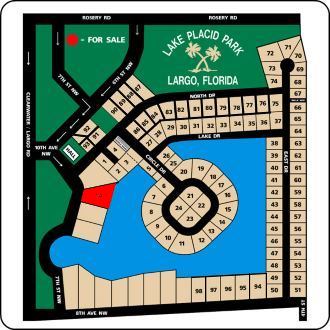 ROSERY RD
ROSERY RD
= FOR SALE
LAKE PLACID PARK
LARGO, FLORIDA
7TH ST NW
6TH ST NW
CLEARWATER / LARGO RD
10TH AVE
NW
HALL
NORTH DR
LAKE DR
CIRCLE DR
EAST DR
7TH ST NW
8TH AVE NW
72 71
70
73
69
74 68
67
66
65
63 82 81 80 79 78 77 76 75
27 28 29 30 31 32 33 34 35 36 37
90 89 88 87
86 85 84
92
93
1 2 3 4 5 6
7 8 9 10 11 12 13 14 15 16 17 18 19 20
26 25
21 22 23 24
38 64
39 63
40 62
41 61
42 60
43 59
44 58
45 57
46 56
47 55
48 54
49 53
50 52
51
98 97 96 95 94